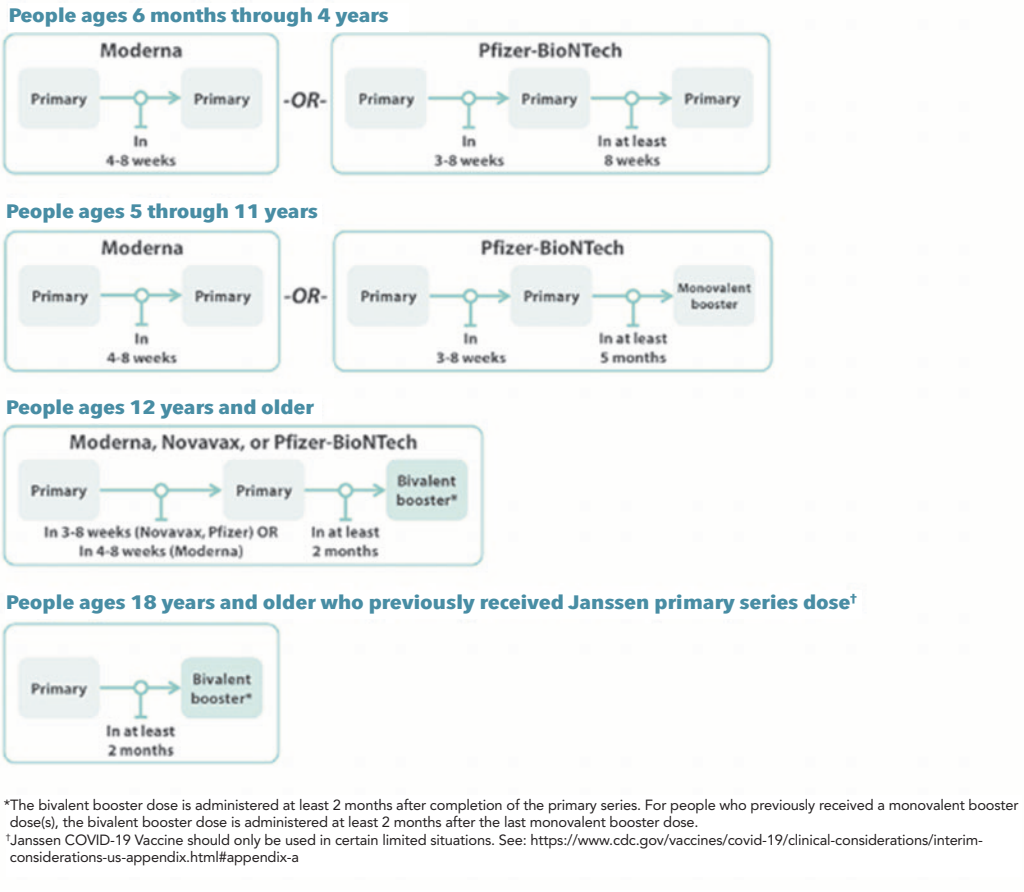 People ages 6 months through 4 years
Moderna
Primary
Primary
In
4-8 weeks
-OR-
Pfizer-BioNTech
Primary
Primary
Primary
In
3-8 weeks
In at least
8 weeks
People ages 5 through 11 years
Moderna
Primary
Primary
In
4-8 weeks
-OR-
Pfizer-BioNTech
Primary
Primary
Monovalent
booster
In
3-8 weeks
In at least
5 months
People ages 12 years and older
Moderna, Novavax, or Pfizer-BioNTech
Primary
Primary
Bivalent
booster*
In 3-8 weeks (Novavax, Pfizer) OR
In 4-8 weeks (Moderna)
In at least
2 months
People ages 18 years and older who previously received Janssen primary series dose†
Primary
Bivalent
booster*
In at least
2 months
*The bivalent booster dose is administered at least 2 months after completion of the primary series. For people who previously received a monovalent booster
dose(s), the bivalent booster dose is administered at least 2 months after the last monovalent booster dose.
†Janssen COVID-19 Vaccine should only be used in certain limited situations. See: https://www.cdc.gov/vaccines/covid-19/clinical-considerations/interim-
considerations-us-appendix.html#appendix-a